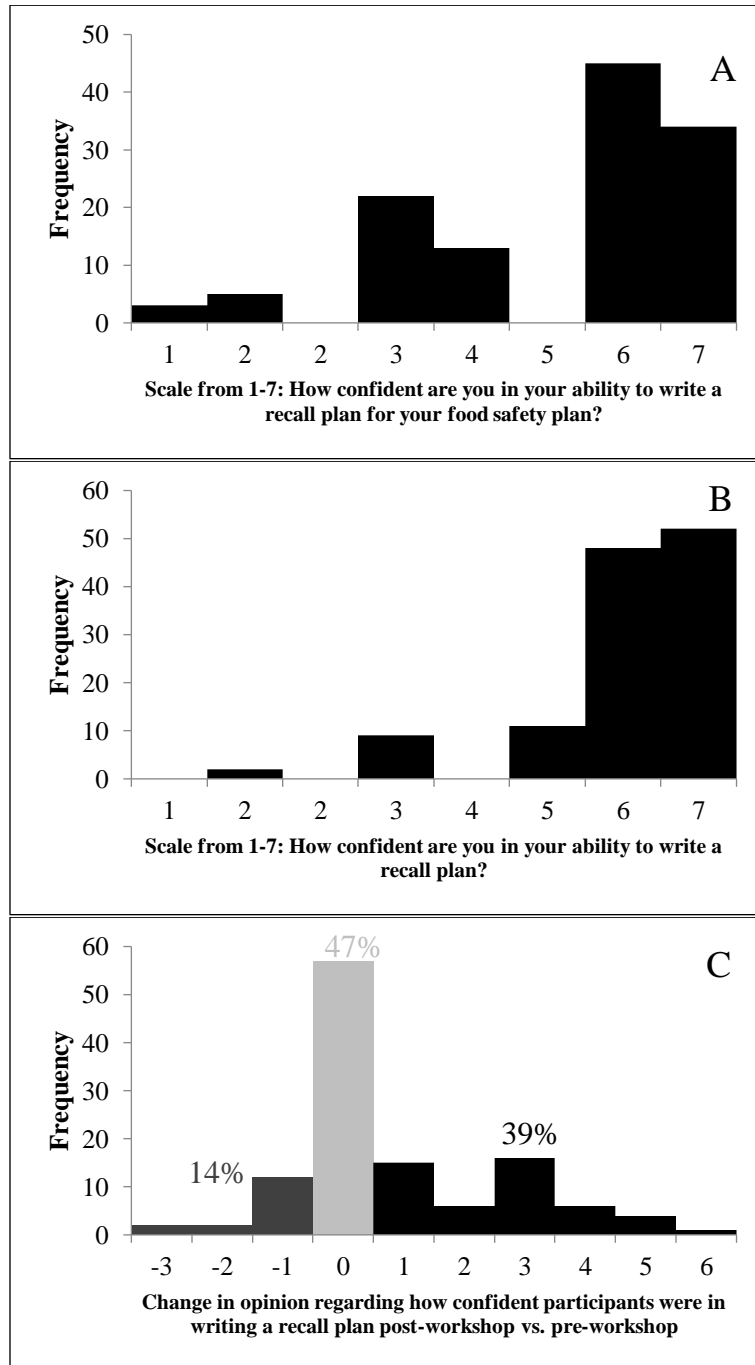 A
50
40
30
20
10
0
Frequency
1 2 2 3 4 5 6 7
Scale from 1-7: How confident are you in your ability to write a
recall plan for your food safety plan?
B
60
50
40
30
20
10
0
Frequency
1 2 2 3 4 5 6 7
Scale from 1-7: How confident are you in your ability to write a
recall plan?
C
60
50
40
30
20
10
0
Frequency
47%
39%
14%
-3 -2 -1 0 1 2 3 4 5 6
Change in opinion regarding how confident participants were in
writing a recall plan post-workshop vs. pre-workshop